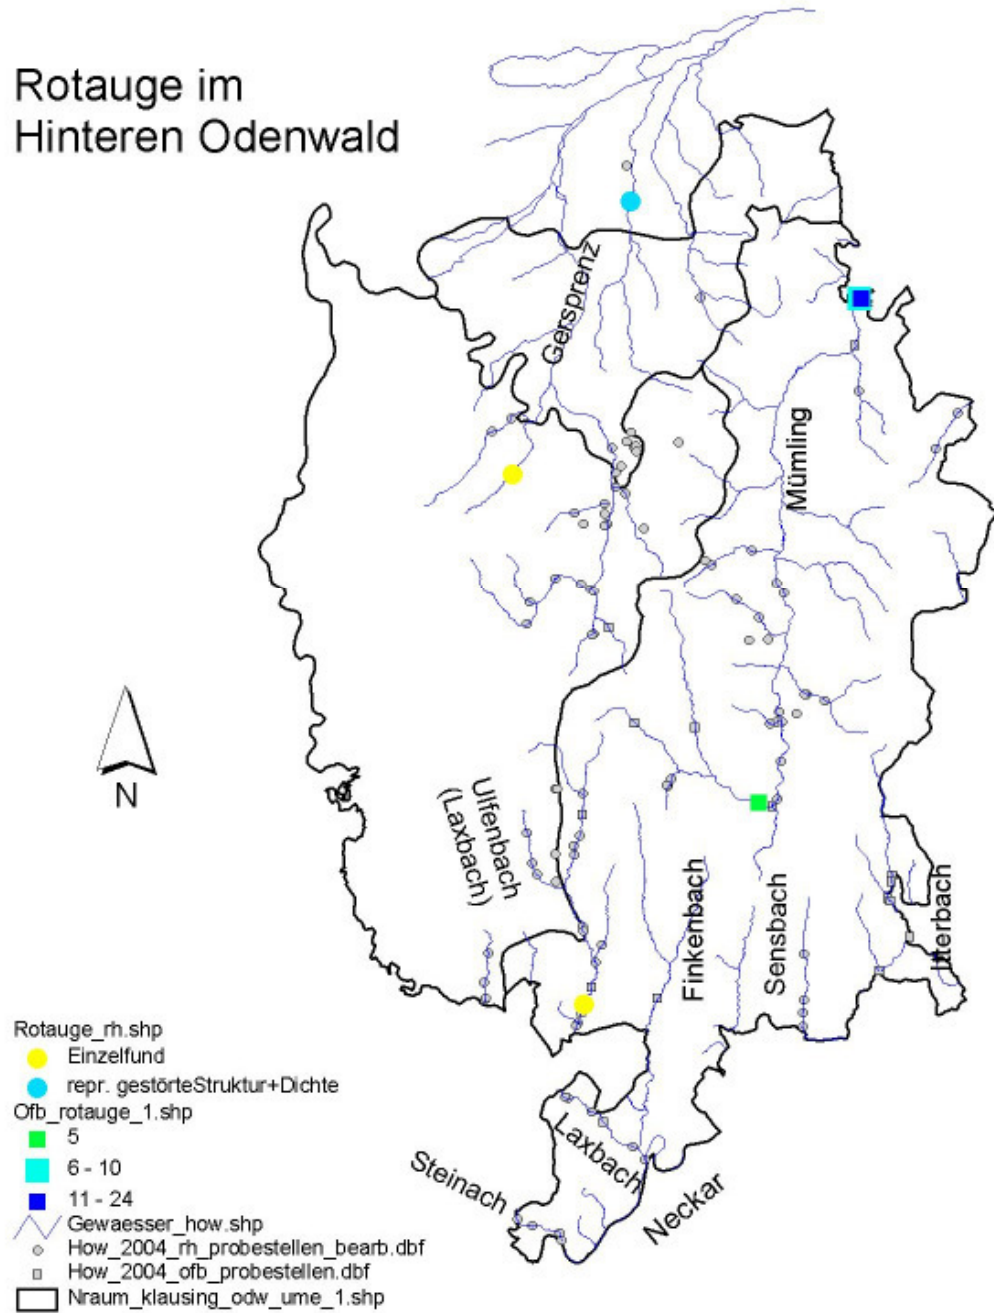 Rotauge im
Hinteren Odenwald
Gersprenz
Mümling
N
Ulfenbach
(Laxbach)
Finkenbach
Sensbach
Itterbach
Rotauge_rh.shp
Einzelfund
repr. gestörteStruktur+Dichte
Ofb_rotauge_1.shp
5
6 - 10
11 - 24
Gewaesser_how.shp
How_2004_rh_probestellen_bearb.dbf
How_2004_ofb_probestellen.dbf
Nraum_klausing_odw_ume_1.shp
Laxbach
Steinach
Neckar